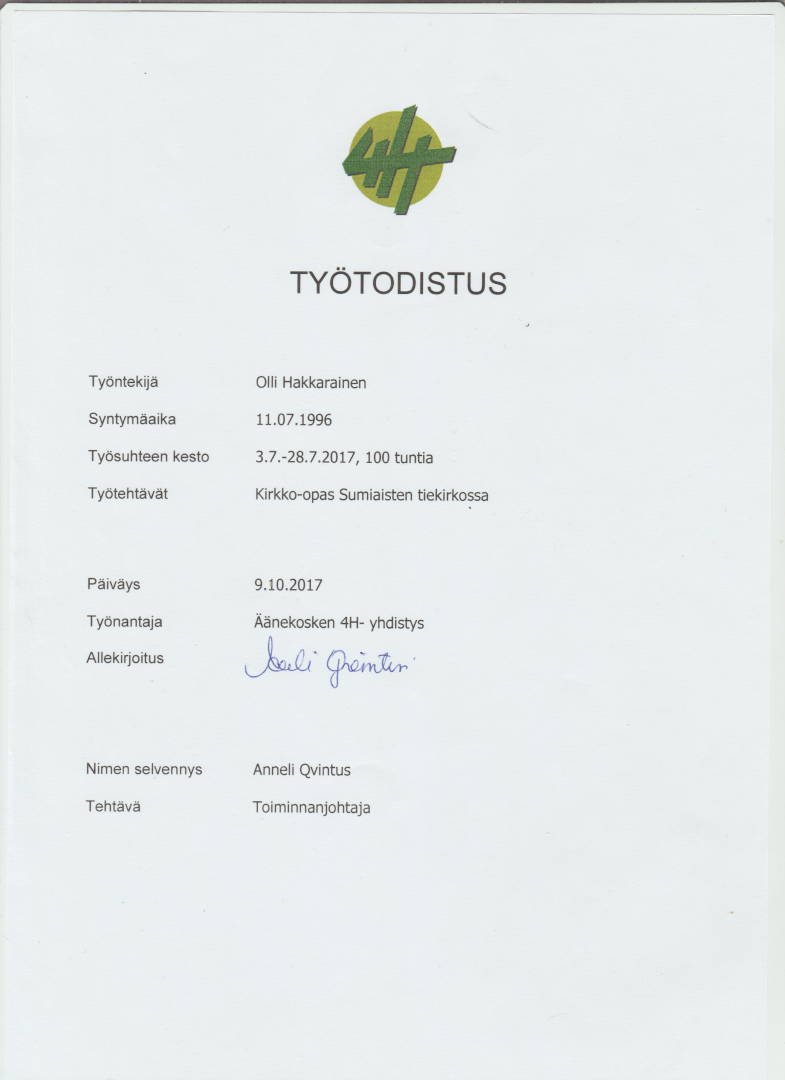 4H
TYÖTODISTUS
Työntekijä Olli Hakkarainen
Syntymäaika 11.07.1996
Työsuhteen kesto 3.7.-28.7.2017, 100 tuntia
Työtehtävät Kirkko-opas Sumiaisten tiekirkossa
Päiväys 9.10.2017
Työnantaja Äänekosken 4H- yhdistys
Allekirjoitus
Nimen selvennys Anneli Qvintus
Tehtävä Toiminnanjohtaja